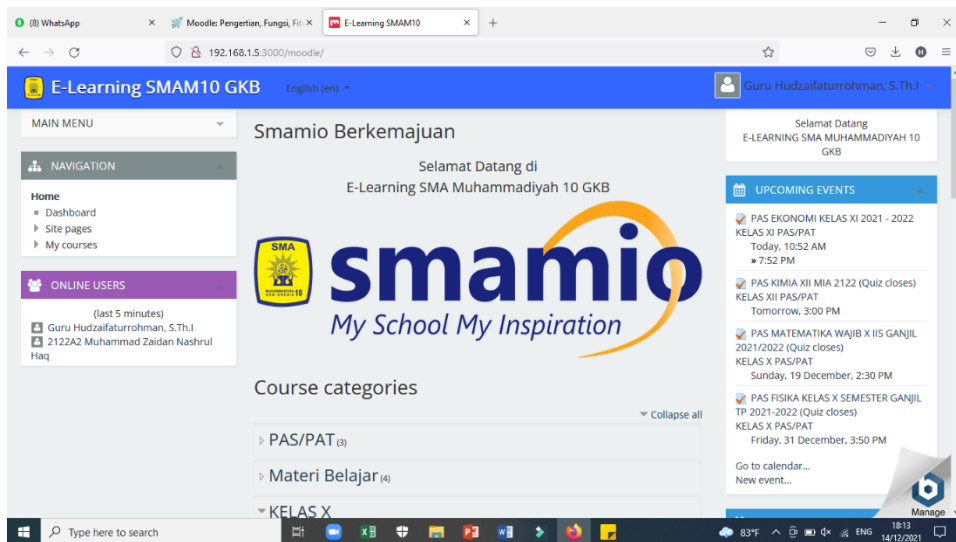 (8) WhatsApp
Moodle: Pengertian, Fungsi, Fit
E-Learning SMAM10
192.168.1.5:3000/moodle/
E-Learning SMAM10 GKB
English (en)
Guru Hudzaifaturrohman, S.Th.I
MAIN MENU
NAVIGATION
Home
Dashboard
Site pages
My courses
ONLINE USERS
(last 5 minutes)
Guru Hudzaifaturrohman, S.Th.I
2122A2 Muhammad Zaidan Nashrul
Haq
Smamio Berkemajuan
Selamat Datang di
E-Learning SMA Muhammadiyah 10 GKB
SMA
smamio
My School My Inspiration
Course categories
Collapse all
PAS/PAT (3)
Materi Belajar (4)
KELAS X
Selamat Datang
E-LEARNING SMA MUHAMMADIYAH 10
GKB
UPCOMING EVENTS
PAS EKONOMI KELAS XI 2021 - 2022
KELAS XI PAS/PAT
Today, 10:52 AM
» 7:52 PM
PAS KIMIA XII MIA 2122 (Quiz closes)
KELAS XII PAS/PAT
Tomorrow, 3:00 PM
PAS MATEMATIKA WAJIB X IIS GANJIL
2021/2022 (Quiz closes)
KELAS X PAS/PAT
Sunday, 19 December, 2:30 PM
PAS FISIKA KELAS X SEMESTER GANJIL
TP 2021-2022 (Quiz closes)
KELAS X PAS/PAT
Friday, 31 December, 3:50 PM
Go to calendar...
New event...
Manage
Type here to search
83°F
ENG
18:13
14/12/2021